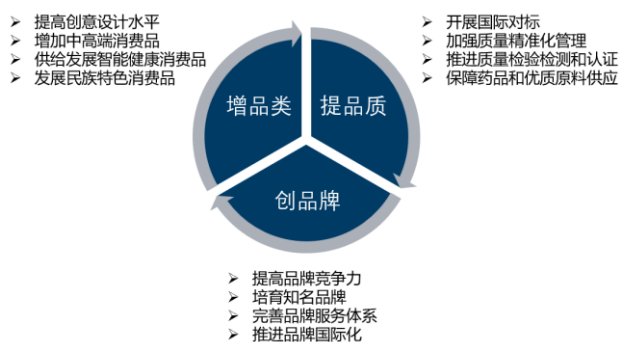 提高创意设计水平
增加中高端消费品
供给发展智能健康消费品
发展民族特色消费品
开展国际对标
加强质量精准化管理
推进质量检验检测和认证
保障药品和优质原料供应
增品类
提品质
创品牌
提高品牌竞争力
培育知名品牌
完善品牌服务体系
推进品牌国际化